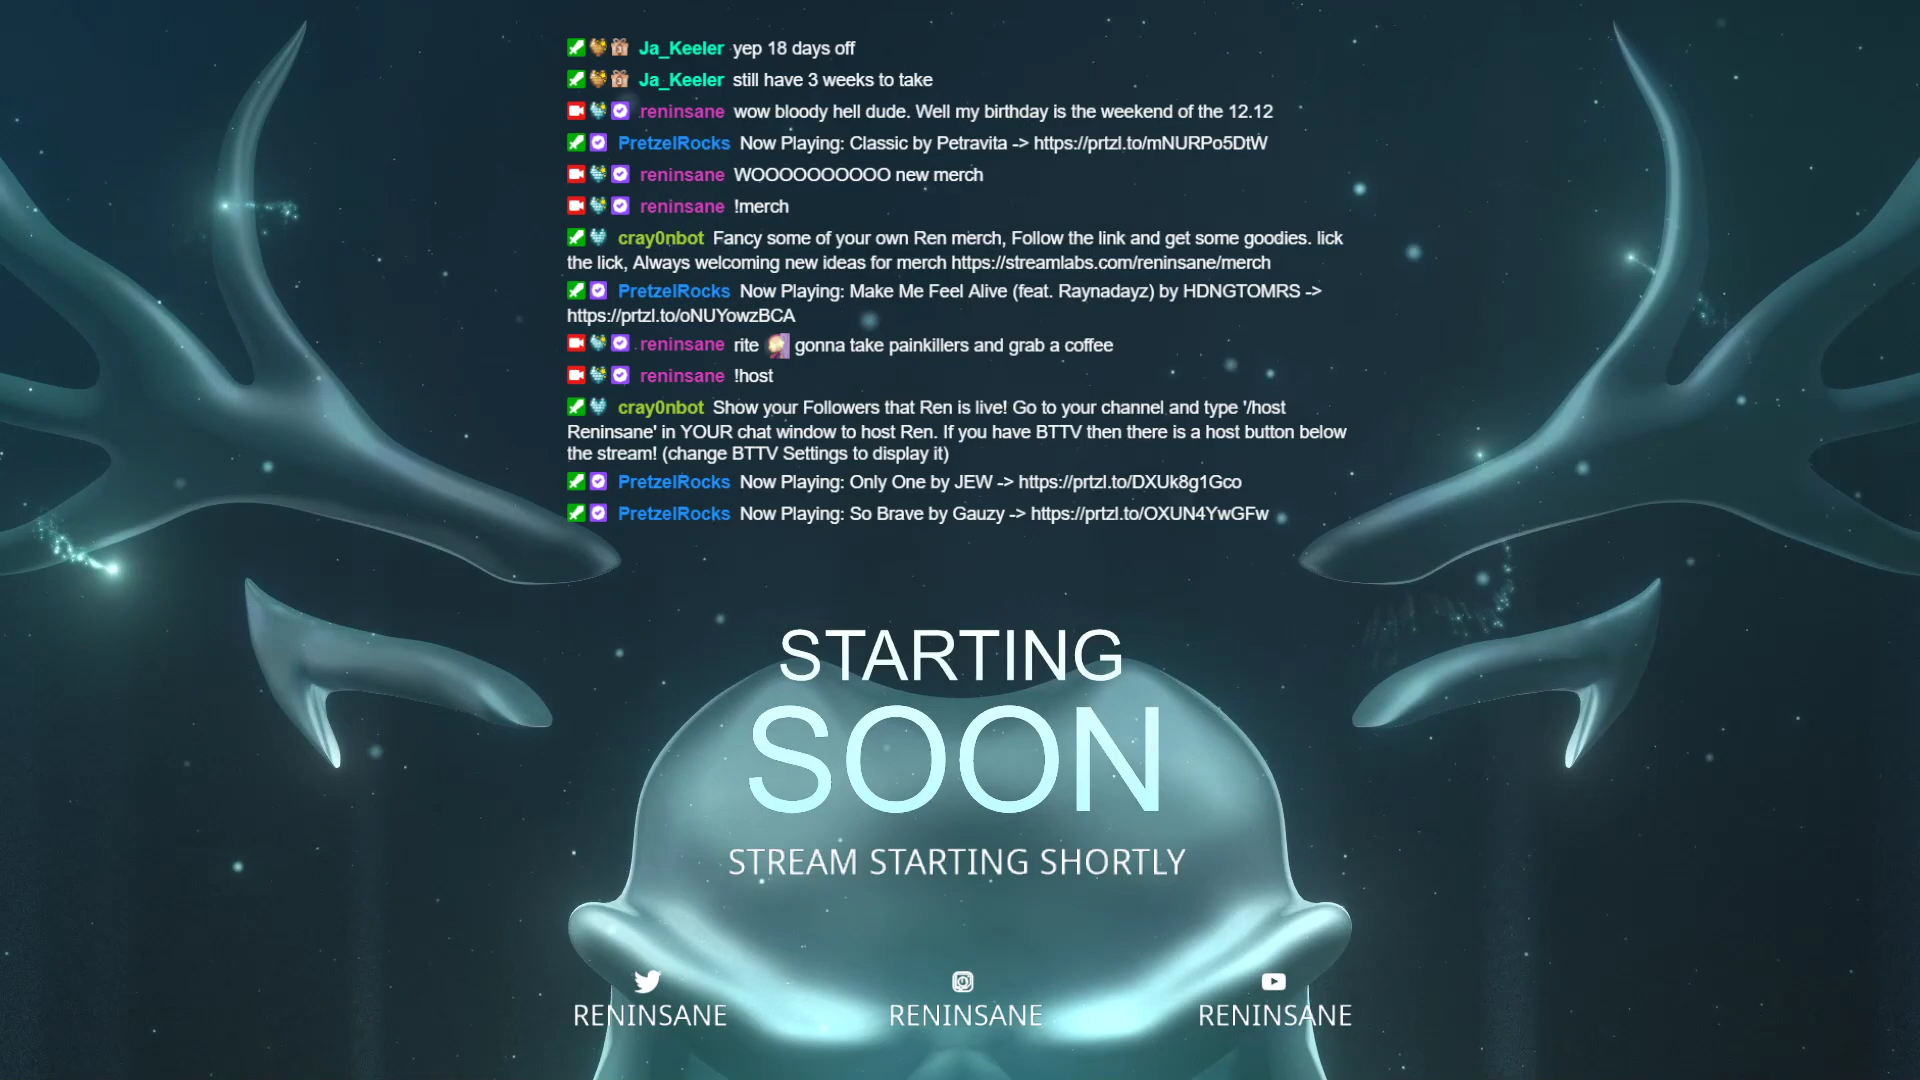 Ja_Keeler yep 18 days off
Ja_Keeler still have 3 weeks to take
reninsane wow bloody hell dude. Well my birthday is the weekend of the 12.12
PretzelRocks Now Playing: Classic by Petravita -> https://prtzl.to/mNURPo5DtW
reninsane WOOOOOOOOOO new merch
reninsane !merch
cray0nbot Fancy some of your own Ren merch, Follow the link and get some goodies. lick
the lick, Always welcoming new ideas for merch https://streamlabs.com/reninsane/merch
PretzelRocks Now Playing: Make Me Feel Alive (feat. Raynadayz) by HDNGTOMRS ->
https://prtzl.to/oNUYowzBCA
reninsane rite gonna take painkillers and grab a coffee
reninsane !host
cray0nbot Show your Followers that Ren is live! Go to your channel and type '/host
Reninsane' in YOUR chat window to host Ren. If you have BTTV then there is a host button below
the stream! (change BTTV Settings to display it)
PretzelRocks Now Playing: Only One by JEW -> https://prtzl.to/DXUk8g1Gco
PretzelRocks Now Playing: So Brave by Gauzy -> https://prtzl.to/OXUN4YwGFw
STARTING
SOON
STREAM STARTING SHORTLY
RENINSANE RENINSANE RENINSANE